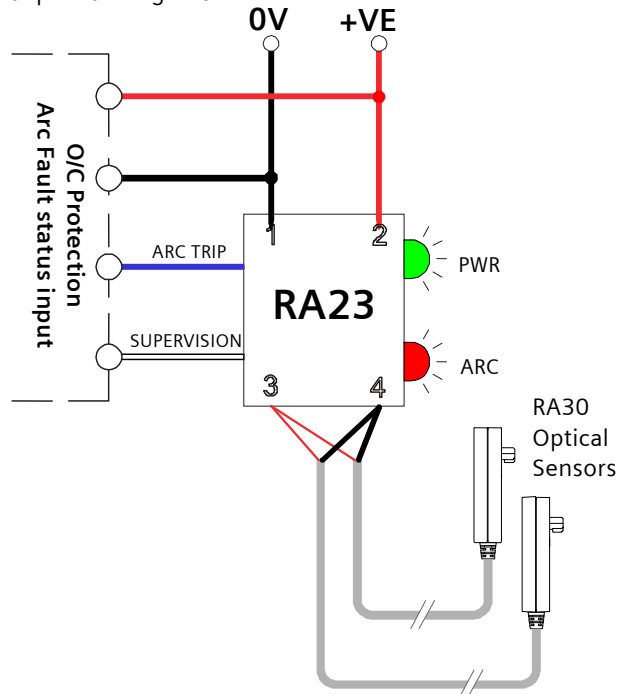 0V
+VE
O/C Protection
Arc Fault status input
1
2
ARC TRIP
PWR
RA23
SUPERVISION
ARC
3
4
RA30
Optical
Sensors